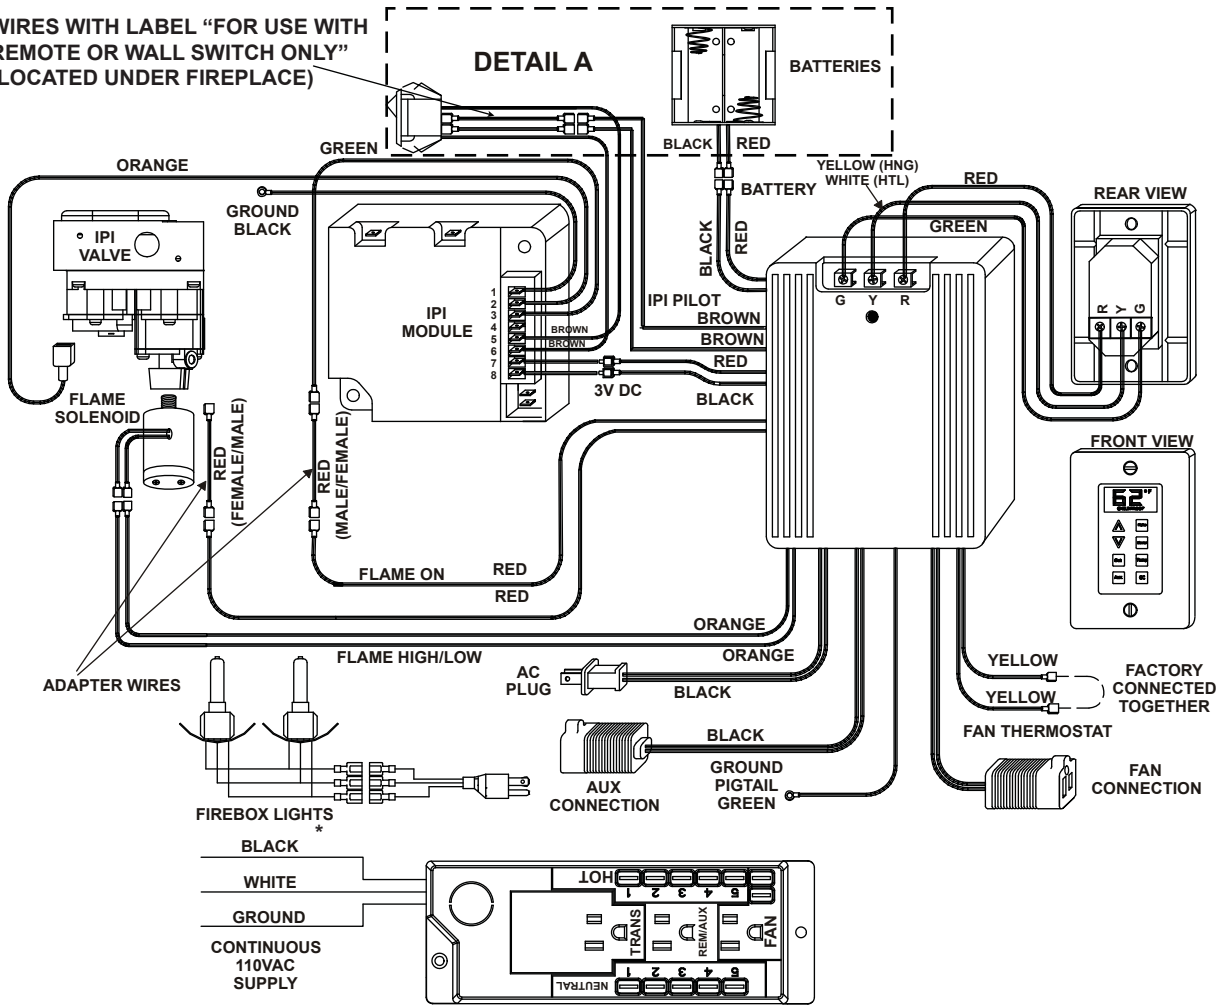 WIRES WITH LABEL “FOR USE WITH
REMOTE OR WALL SWITCH ONLY”
LOCATED UNDER FIREPLACE)
DETAIL A
BATTERIES
BLACK
RED
BATTERY
BLACK
RED
GREEN
ORANGE
GROUND
BLACK
IPI
VALVE
IPI
MODULE
1
2
3
4
5
6
7
8
BROWN
BROWN
IPI PILOT
BROWN
BROWN
RED
3V DC
BLACK
YELLOW (HNG)
WHITE (HTL)
RED
GREEN
G Y R
REAR VIEW
R Y G
FRONT VIEW
62°F
FLAME
SOLENOID
RED
(FEMALE/MALE)
RED
(MALE/FEMALE)
FLAME ON
RED
RED
ORANGE
FLAME HIGH/LOW
ORANGE
ADAPTER WIRES
AC
PLUG
BLACK
BLACK
AUX
CONNECTION
GROUND
PIGTAIL
GREEN
YELLOW
YELLOW
FACTORY
CONNECTED
TOGETHER
FAN THERMOSTAT
FAN
CONNECTION
FIREBOX LIGHTS
*
BLACK
WHITE
GROUND
CONTINUOUS
110VAC
SUPPLY
HOT
1 2 3 4 5
TRANS
REM/AUX
FAN
NEUTRAL
1 2 3 4 5